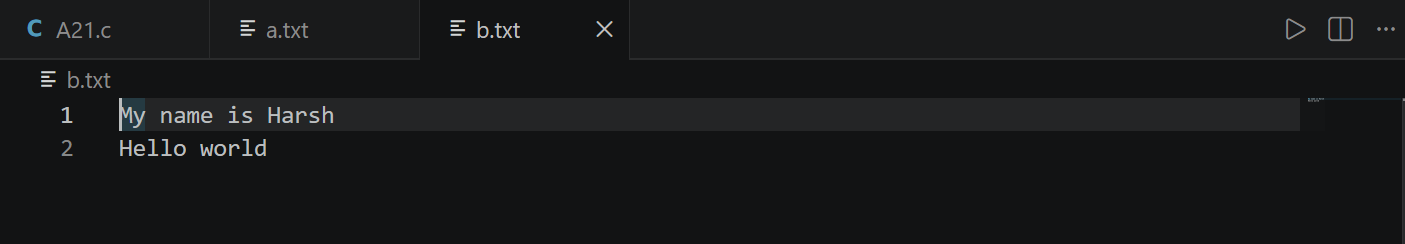 C A21.c a.txt b.txt
b.txt
1 My name is Harsh
2 Hello world